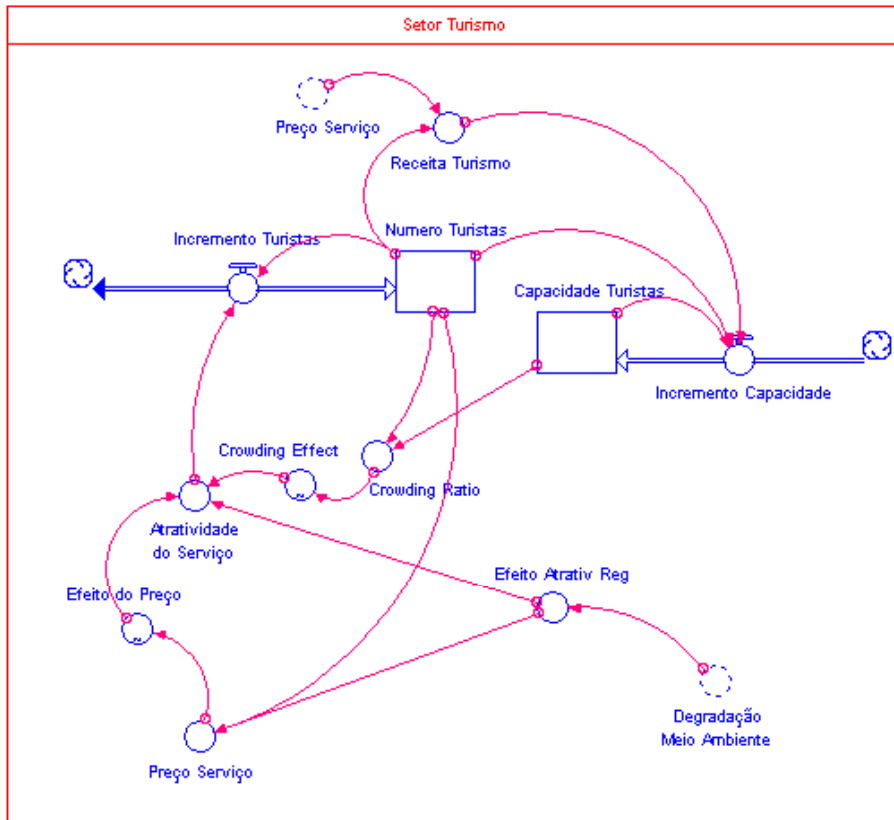 Setor Turismo
Preço Serviço
Receita Turismo
Incremento Turistas
Numero Turistas
Capacidade Turistas
Incremento Capacidade
Crowding Effect
Crowding Ratio
Atratividade
do Serviço
Efeito Atrativ Reg
Efeito do Preço
Degradação
Meio Ambiente
Preço Serviço